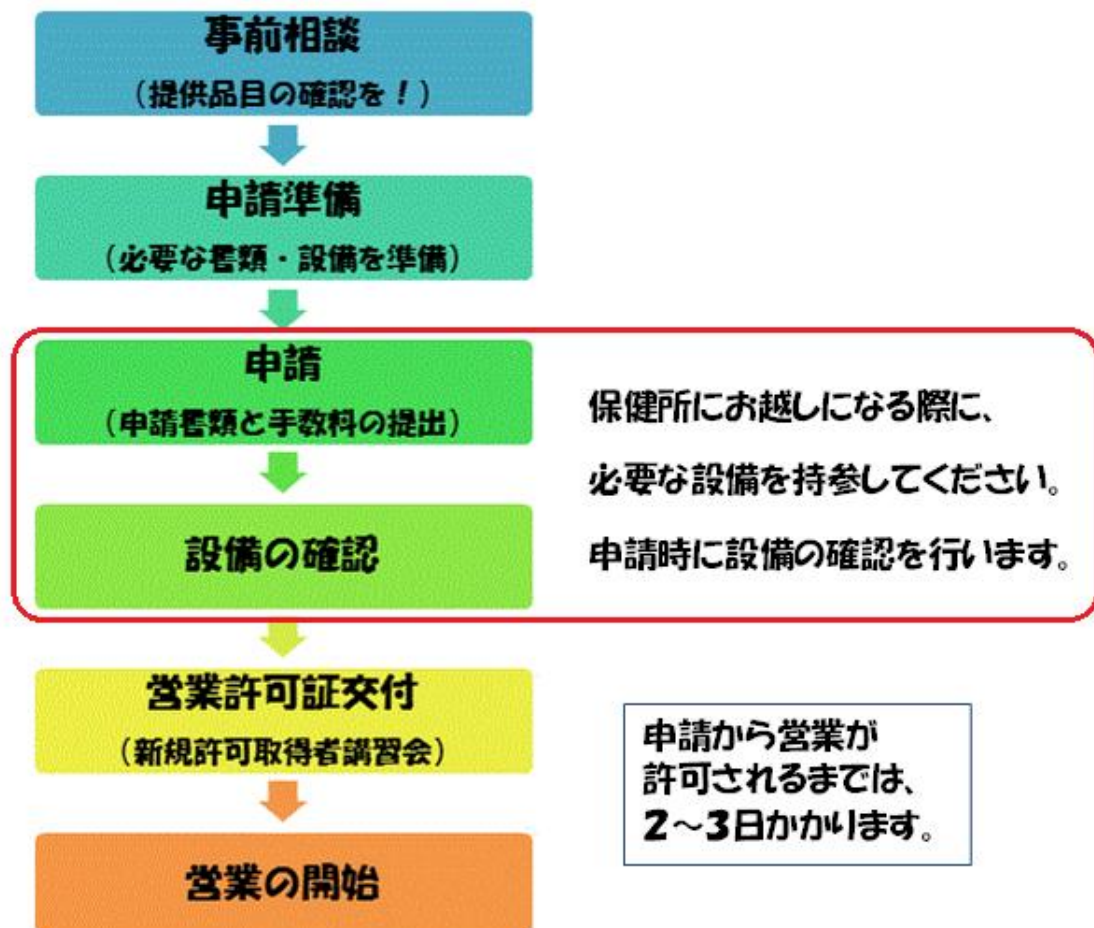 事前相談
（提供品目の確認を！）
申請準備
（必要な書類・設備を準備）
申請
（申請書類と手数料の提出）
設備の確認
保健所にお越しになる際に、
必要な設備を持参してください。
申請時に設備の確認を行います。
営業許可証交付
（新規許可取得者講習会）
営業の開始
申請から営業が
許可されるまでは、
2～3日かかります。